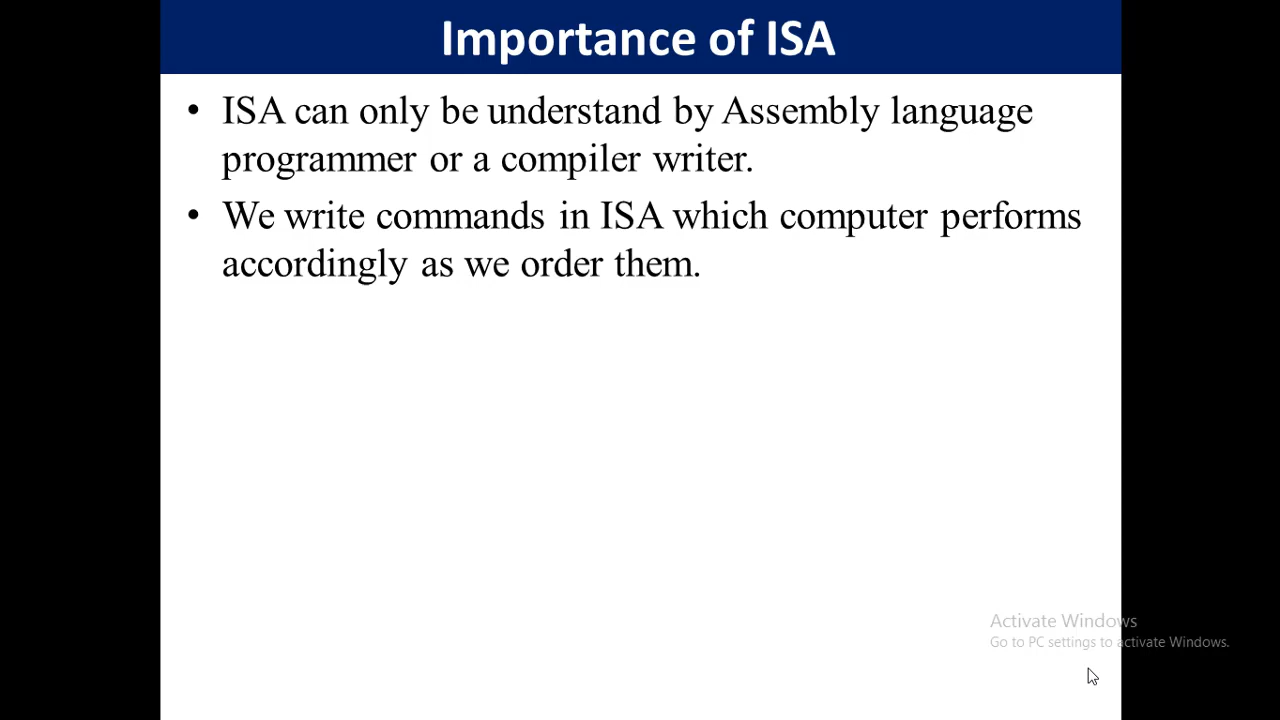 Importance of ISA
• ISA can only be understand by Assembly language
programmer or a compiler writer.
• We write commands in ISA which computer performs
accordingly as we order them.
Activate Windows
Go to PC settings to activate Windows.